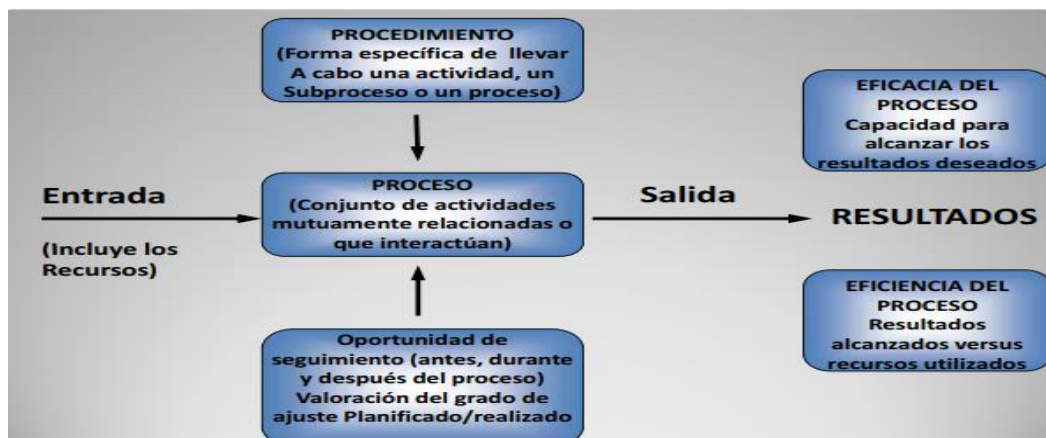 PROCEDIMIENTO
(Forma específica de llevar
A cabo una actividad, un
Subproceso o un proceso)
EFICACIA DEL
PROCESO
Capacidad para
alcanzar los
resultados deseados
Entrada
(Incluye los
Recursos)
PROCESO
(Conjunto de actividades
mutuamente relacionadas o
que interactúan)
Salida
RESULTADOS
Oportunidad de
seguimiento (antes, durante
y después del proceso)
Valoración del grado de
ajuste Planificado/realizado
EFICIENCIA DEL
PROCESO
Resultados
alcanzados versus
recursos utilizados